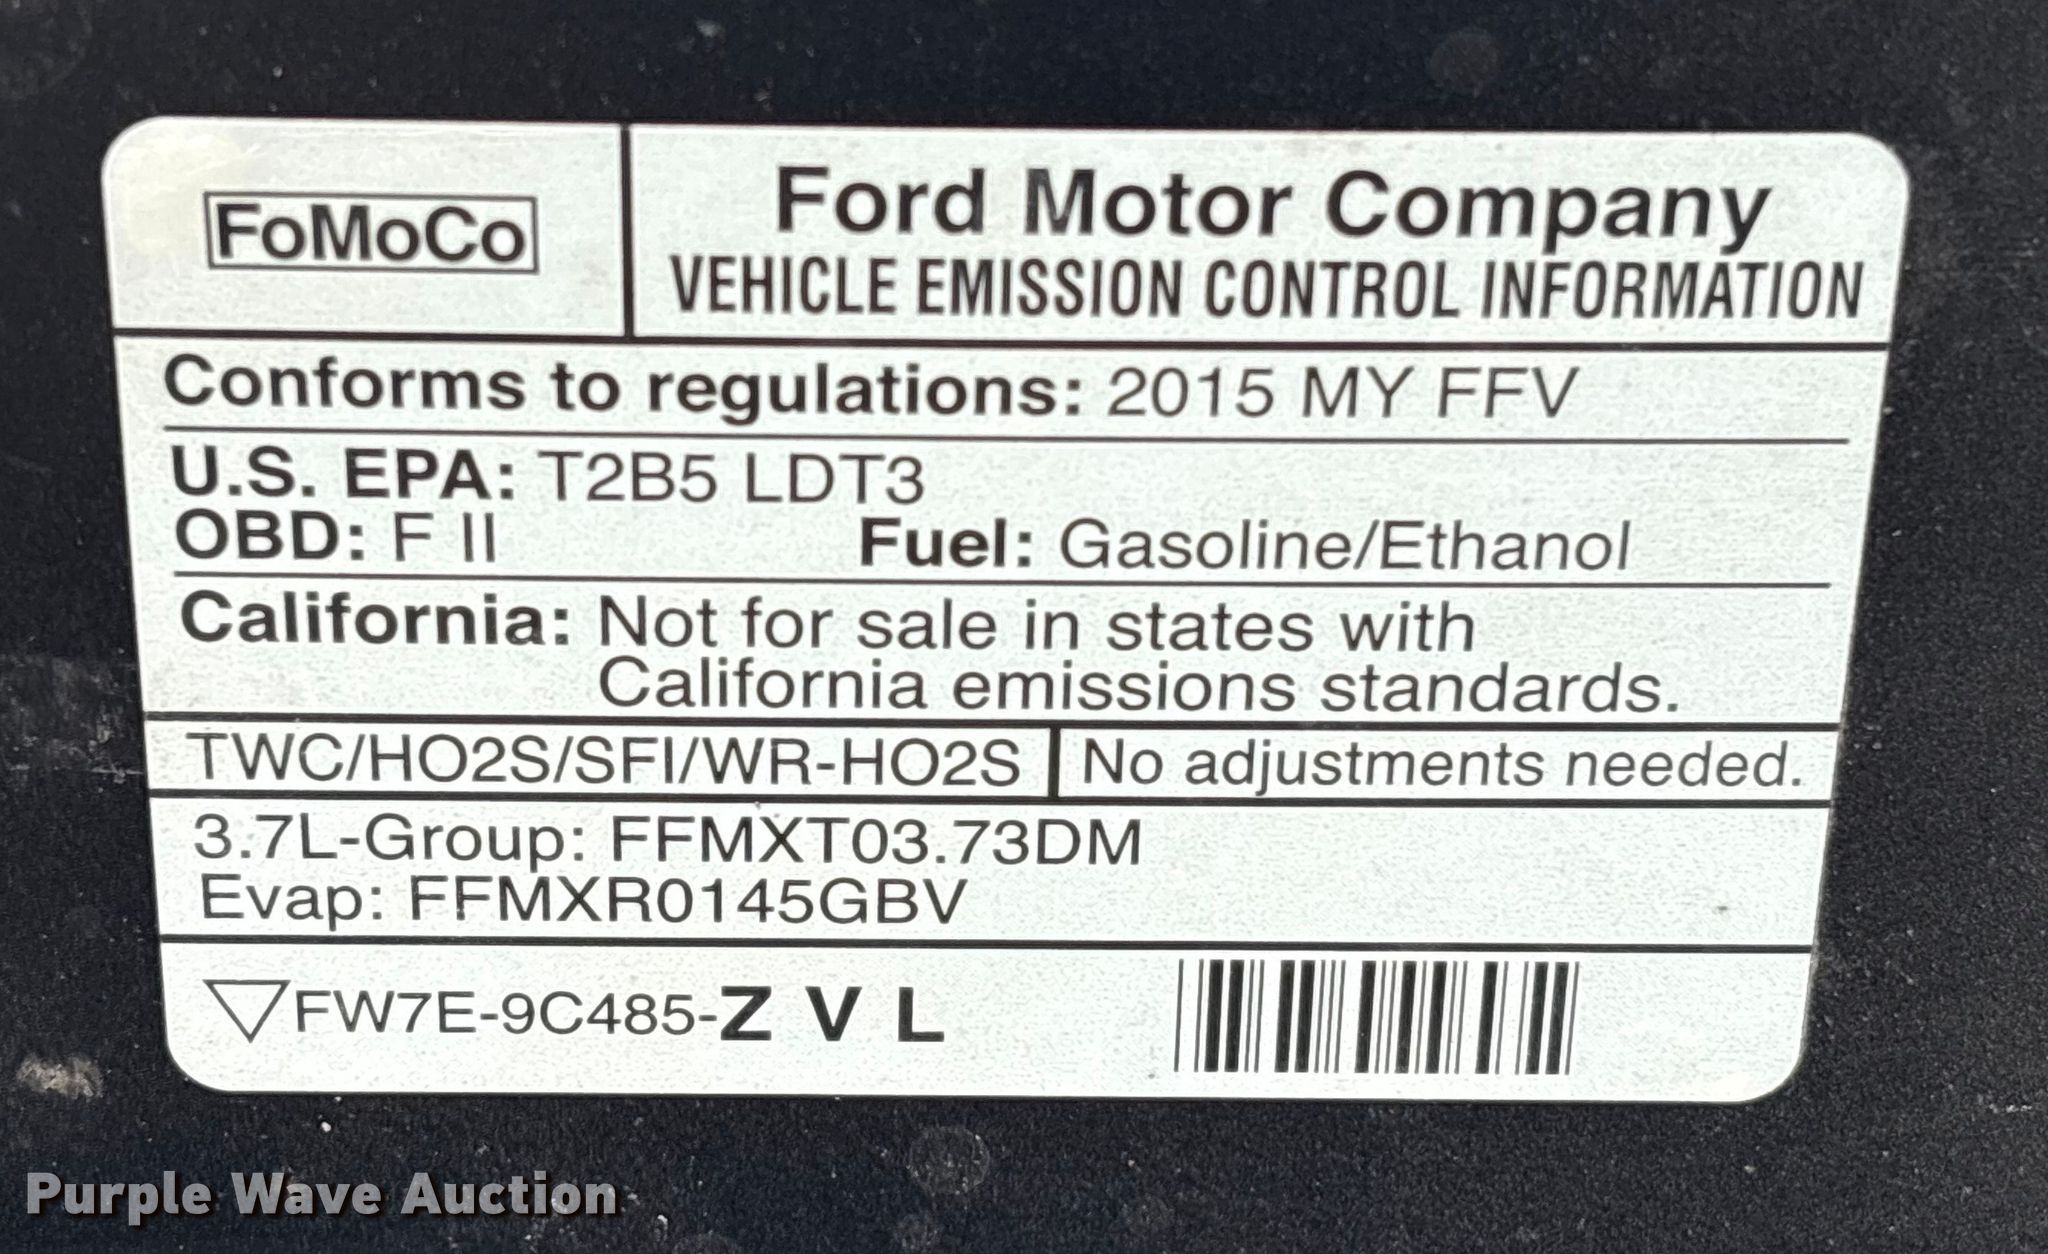 FoMoCo
Ford Motor Company
VEHICLE EMISSION CONTROL INFORMATION
Conforms to regulations: 2015 MY FFV
U.S. EPA: T2B5 LDT3
OBD: F II Fuel: Gasoline/Ethanol
California: Not for sale in states with
California emissions standards.
TWC/HO2S/SFI/WR-HO2S No adjustments needed.
3.7L-Group: FFMXT03.73DM
Evap: FFMXR0145GBV
FW7E-9C485-Z V L
Purple Wave Auction